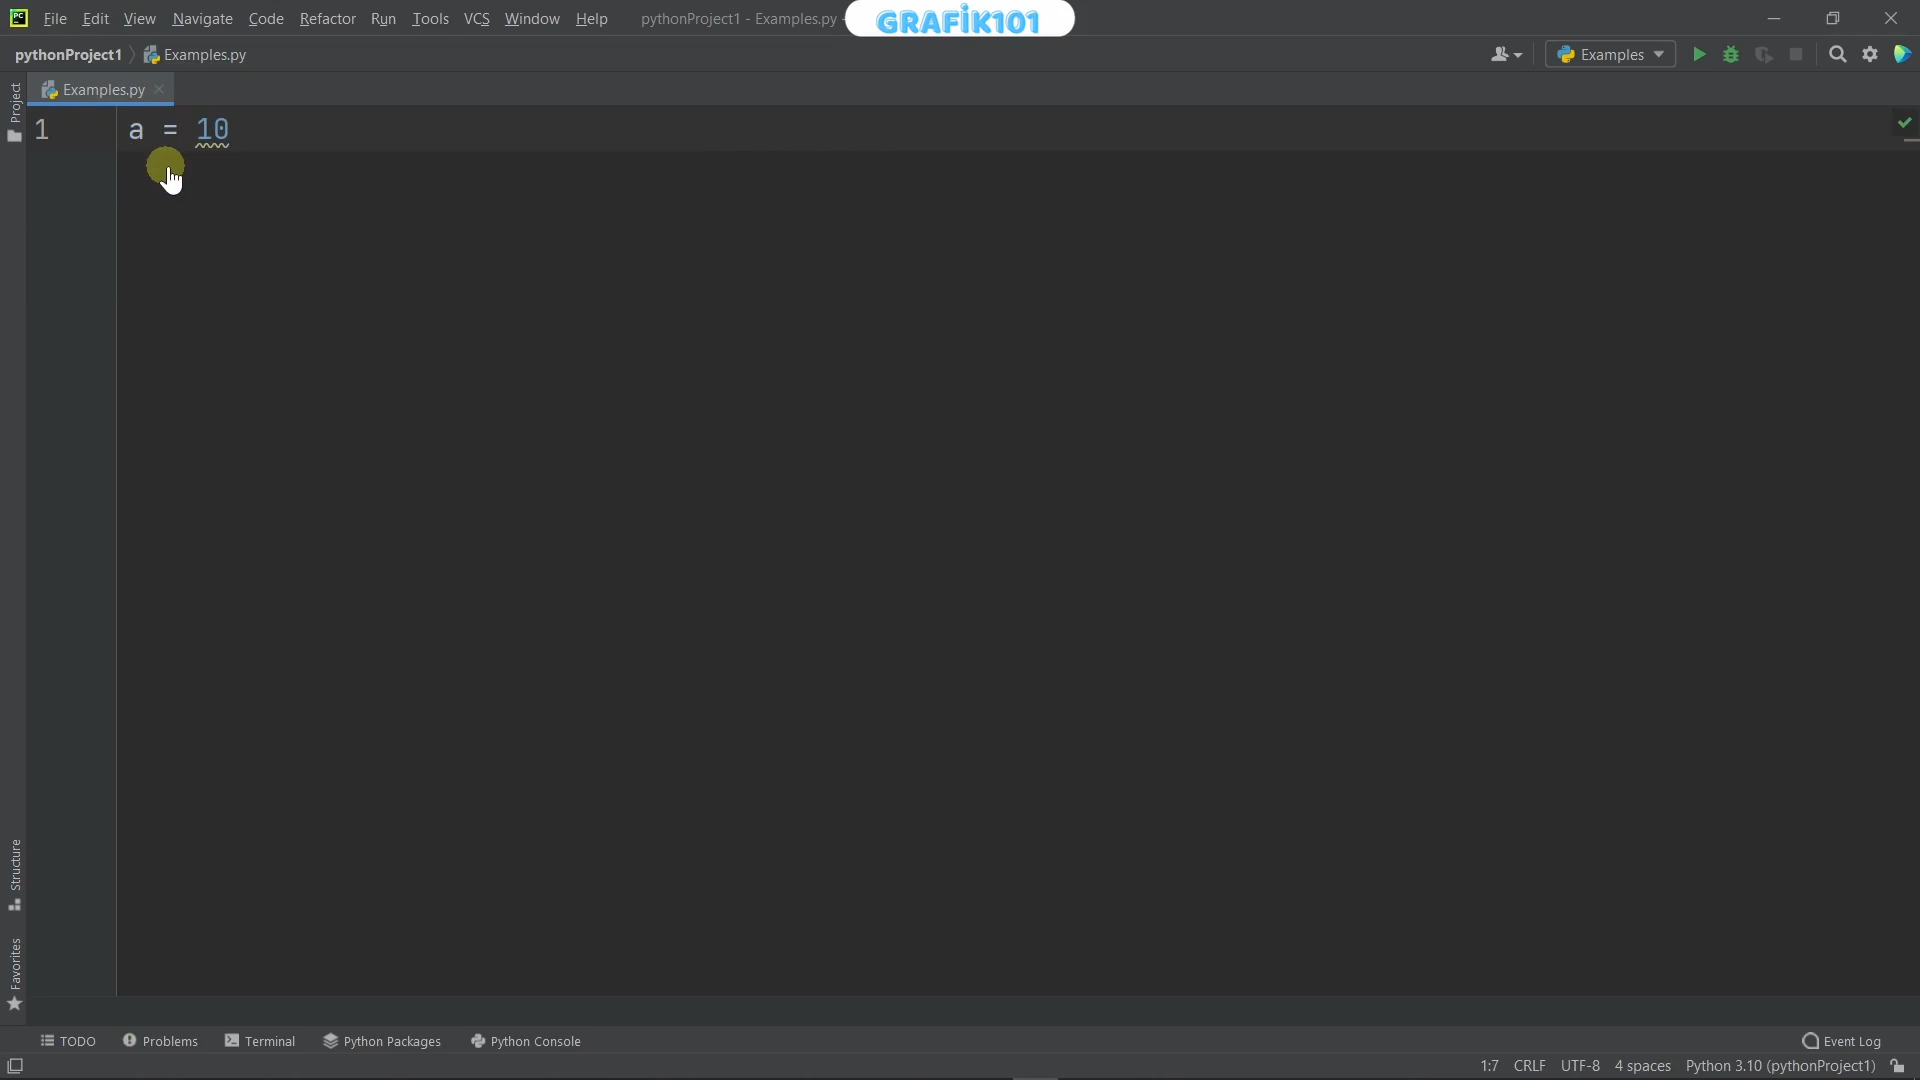 File Edit View Navigate Code Refactor Run Tools VCS Window Help pythonProject1 - Examples.py -
GRAFİK101
pythonProject1 Examples.py
Examples
Project
Examples.py
1 a = 10
Structure
Favorites
TODO Problems Terminal Python Packages Python Console Event Log
1:7 CRLF UTF-8 4 spaces Python 3.10 (pythonProject1)